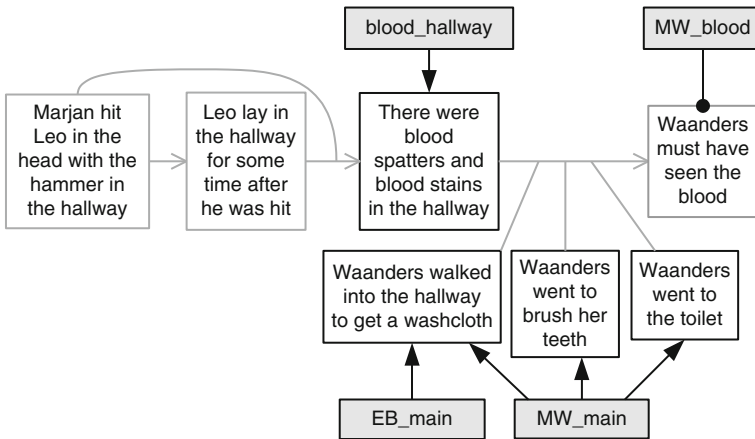 blood_hallway
MW_blood
Marjan hit
Leo in the
head with the
hammer in
the hallway
Leo lay in
the hallway
for some
time after
he was hit
There were
blood
spatters and
blood stains
in the hallway
Waanders
must have
seen the
blood
Waanders walked
into the hallway
to get a washcloth
Waanders
went to
brush her
teeth
Waanders
went to
the toilet
EB_main
MW_main